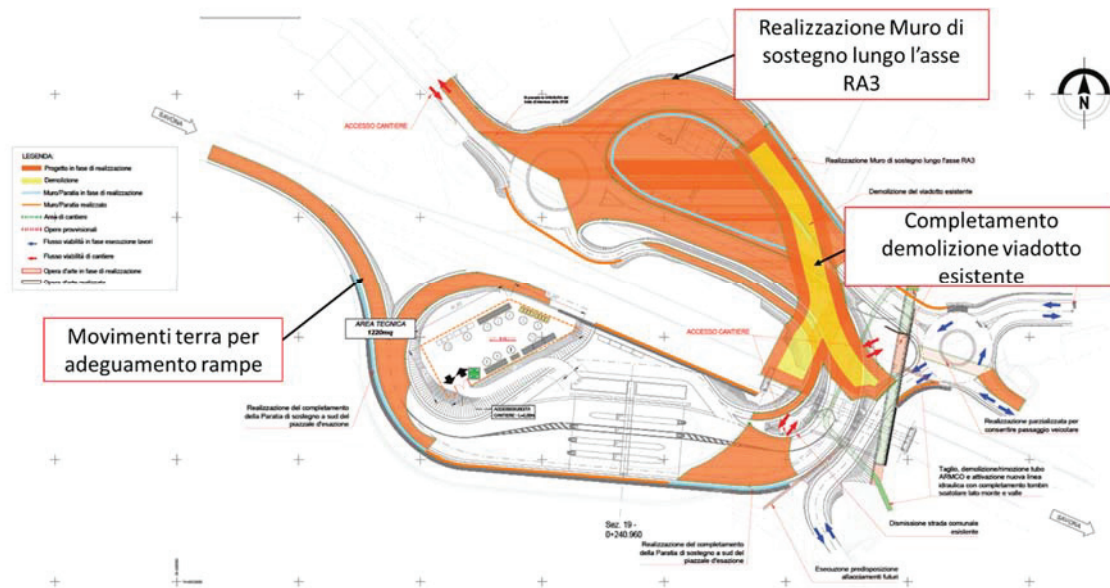 Realizzazione Muro di
sostegno lungo l'asse
RA3
N
SAVONA
ACCESSO CANTIERE
LEGENDA:
Progetto in fase di realizzazione
Demolizione
Muro/Paratia in fase di realizzazione
Muro/Paratia realizzato
Area di cantiere
Opere provvisionali
Flusso viabilità in fase esecuzione lavori
Flusso viabilità di cantiere
Opera d'arte in fase di realizzazione
Realizzazione Muro di sostegno lungo l'asse RA3
Demolizione del viadotto esistente
Completamento
demolizione viadotto
esistente
Movimenti terra per
adeguamento rampe
AREA TECNICA
1220mq
ACCESSO CANTIERE
Realizzazione del completamento
della Paratia di sostegno a sud del
piazzale d'esazione
Realizzazione parzializzata per
consentire passaggio veicolare
Taglio, demolizione/rimozione tubo
ARMCO e attivazione nuova linea
idraulica con completamento tombini
scatolare lato monte e valle
SAVONA
Dismissione strada comunale
esistente
Sez. 19 -
0+240.960
Realizzazione del completamento
della Paratia di sostegno a sud del
piazzale d'esazione
Esecuzione predisposizione
allacciamenti futuri